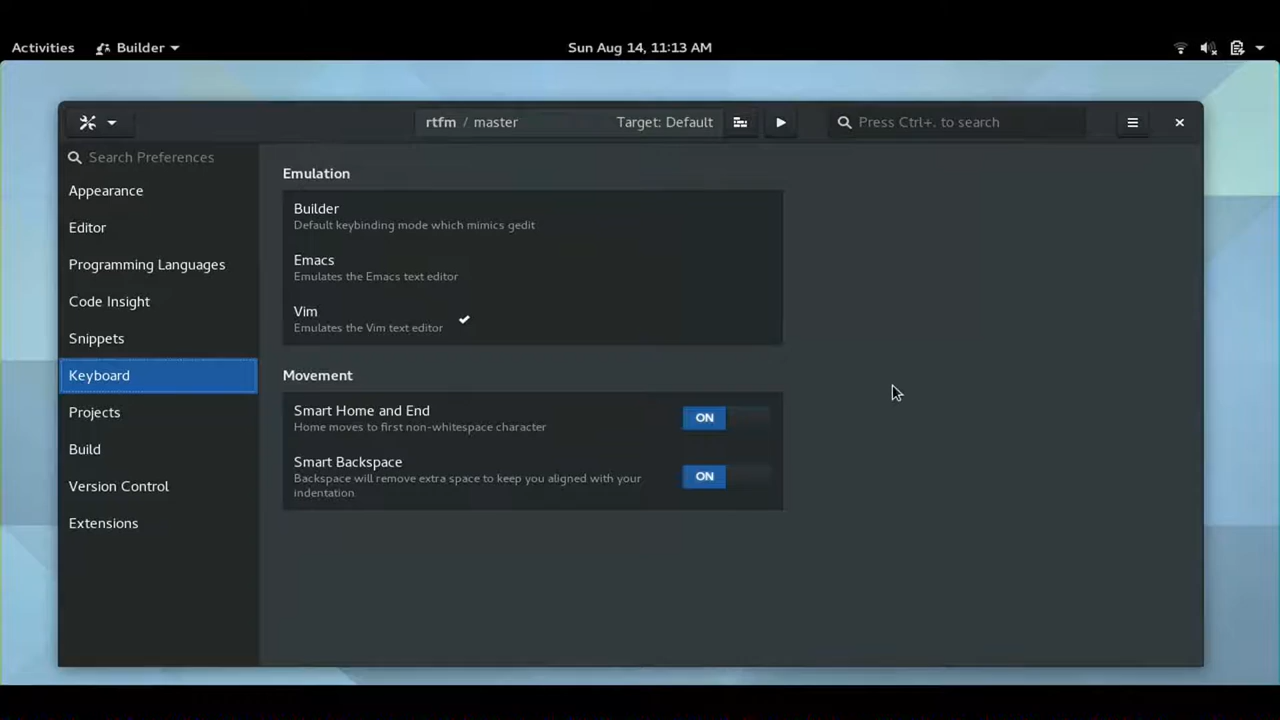 Activities Builder Sun Aug 14, 11:13 AM
rtfm / master Target: Default Press Ctrl+. to search
Search Preferences
Appearance
Editor
Programming Languages
Code Insight
Snippets
Keyboard
Projects
Build
Version Control
Extensions
Emulation
Builder
Default keybinding mode which mimics gedit
Emacs
Emulates the Emacs text editor
Vim
Emulates the Vim text editor
Movement
Smart Home and End
Home moves to first non-whitespace character
ON
Smart Backspace
Backspace will remove extra space to keep you aligned with your
indentation
ON